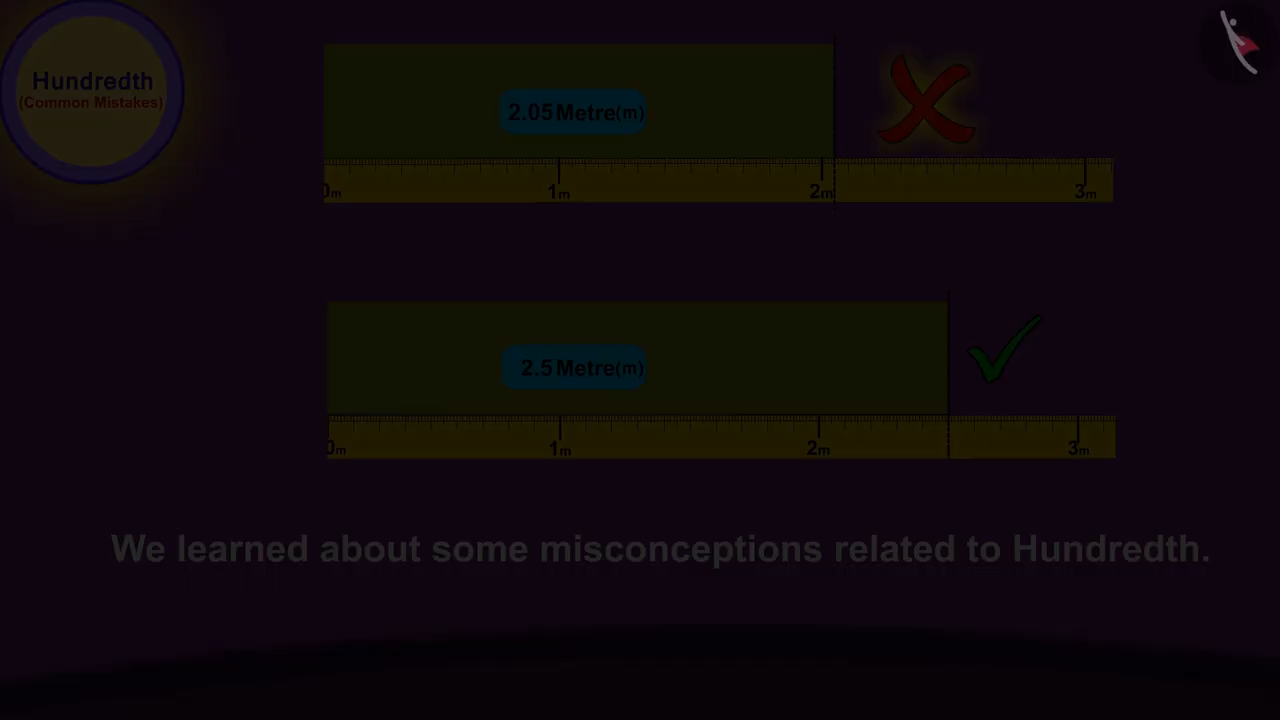 Hundredth
(Common Mistakes)
2.05 Metre(m)
0m 1m 2m 3m
2.5 Metre(m)
0m 1m 2m 3m
We learned about some misconceptions related to Hundredth.